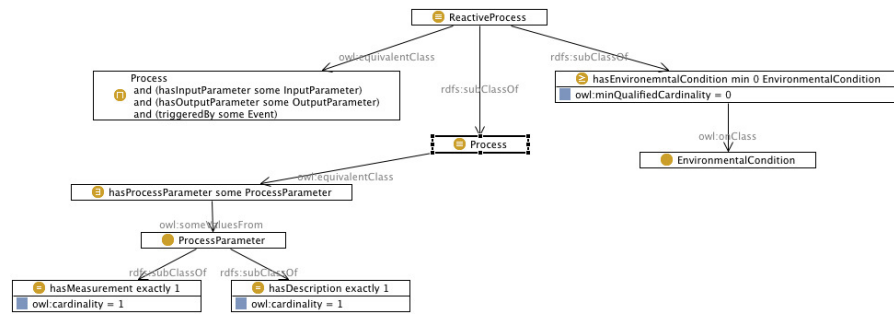 ReactiveProcess
owl:equivalentClass
rdfs:subClassOf
rdfs:subClassOf
Process
and (hasInputParameter some InputParameter)
and (hasOutputParameter some OutputParameter)
and (triggeredBy some Event)
hasEnvironemntalCondition min 0 EnvironmentalCondition
owl:minQualifiedCardinality = 0
owl:onClass
Process
EnvironmentalCondition
owl:equivalentClass
hasProcessParameter some ProcessParameter
owl:someValuesFrom
ProcessParameter
rdfs:subClassOf
rdfs:subClassOf
hasMeasurement exactly 1
owl:cardinality = 1
hasDescription exactly 1
owl:cardinality = 1